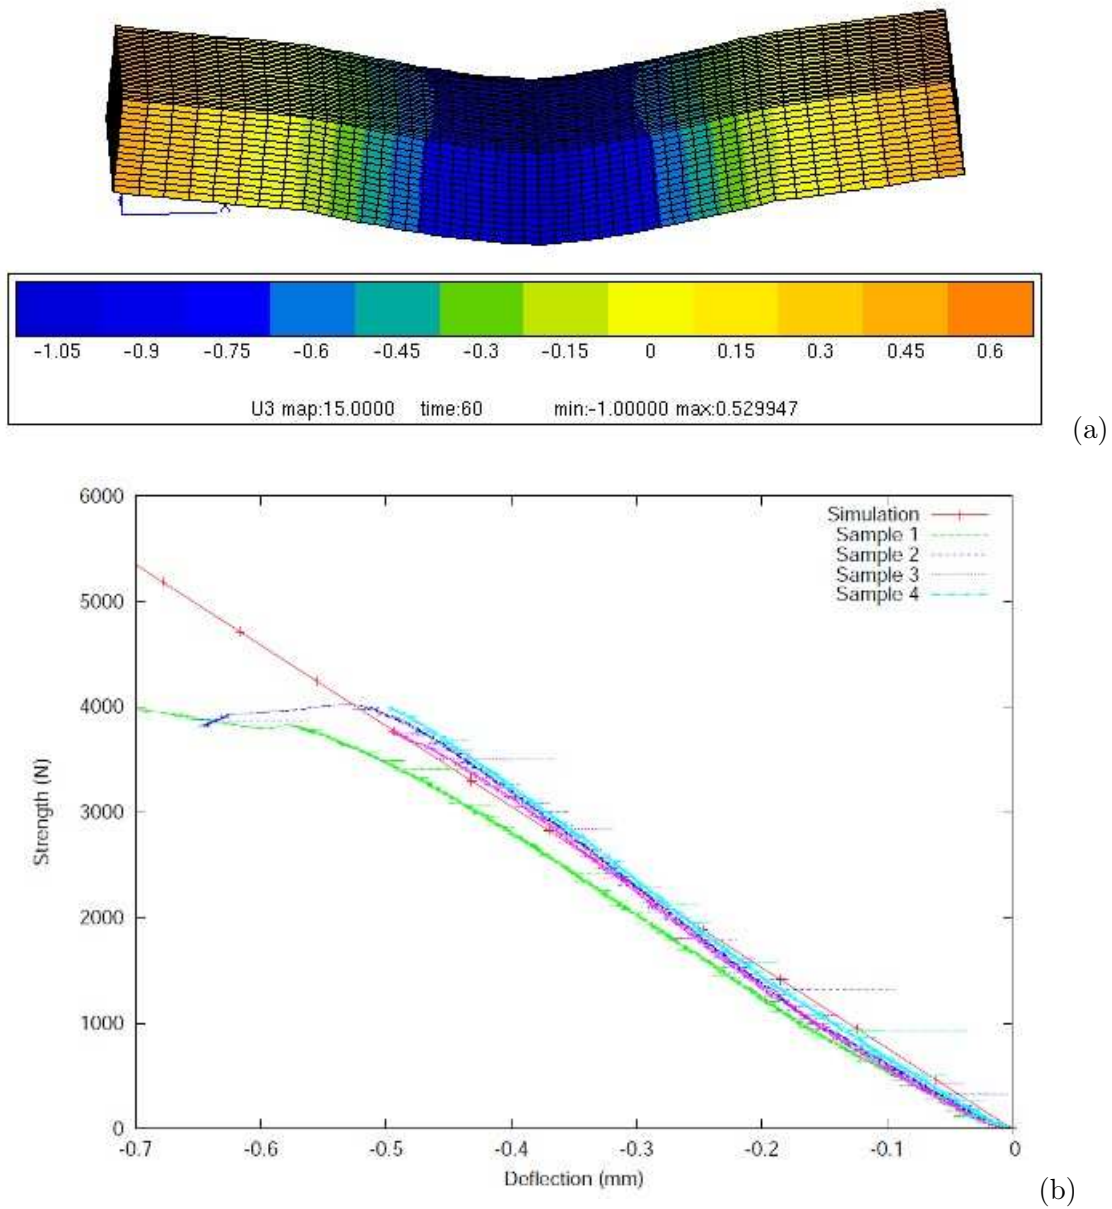 x
-1.05 -0.9 -0.75 -0.6 -0.45 -0.3 -0.15 0 0.15 0.3 0.45 0.6
U3 map:15.0000 time:60 min:-1.00000 max:0.529947
(a)
6000
5000
4000
3000
2000
1000
0
Strength (N)
Simulation
Sample 1
Sample 2
Sample 3
Sample 4
-0.7 -0.6 -0.5 -0.4 -0.3 -0.2 -0.1 0
Deflection (mm)
(b)